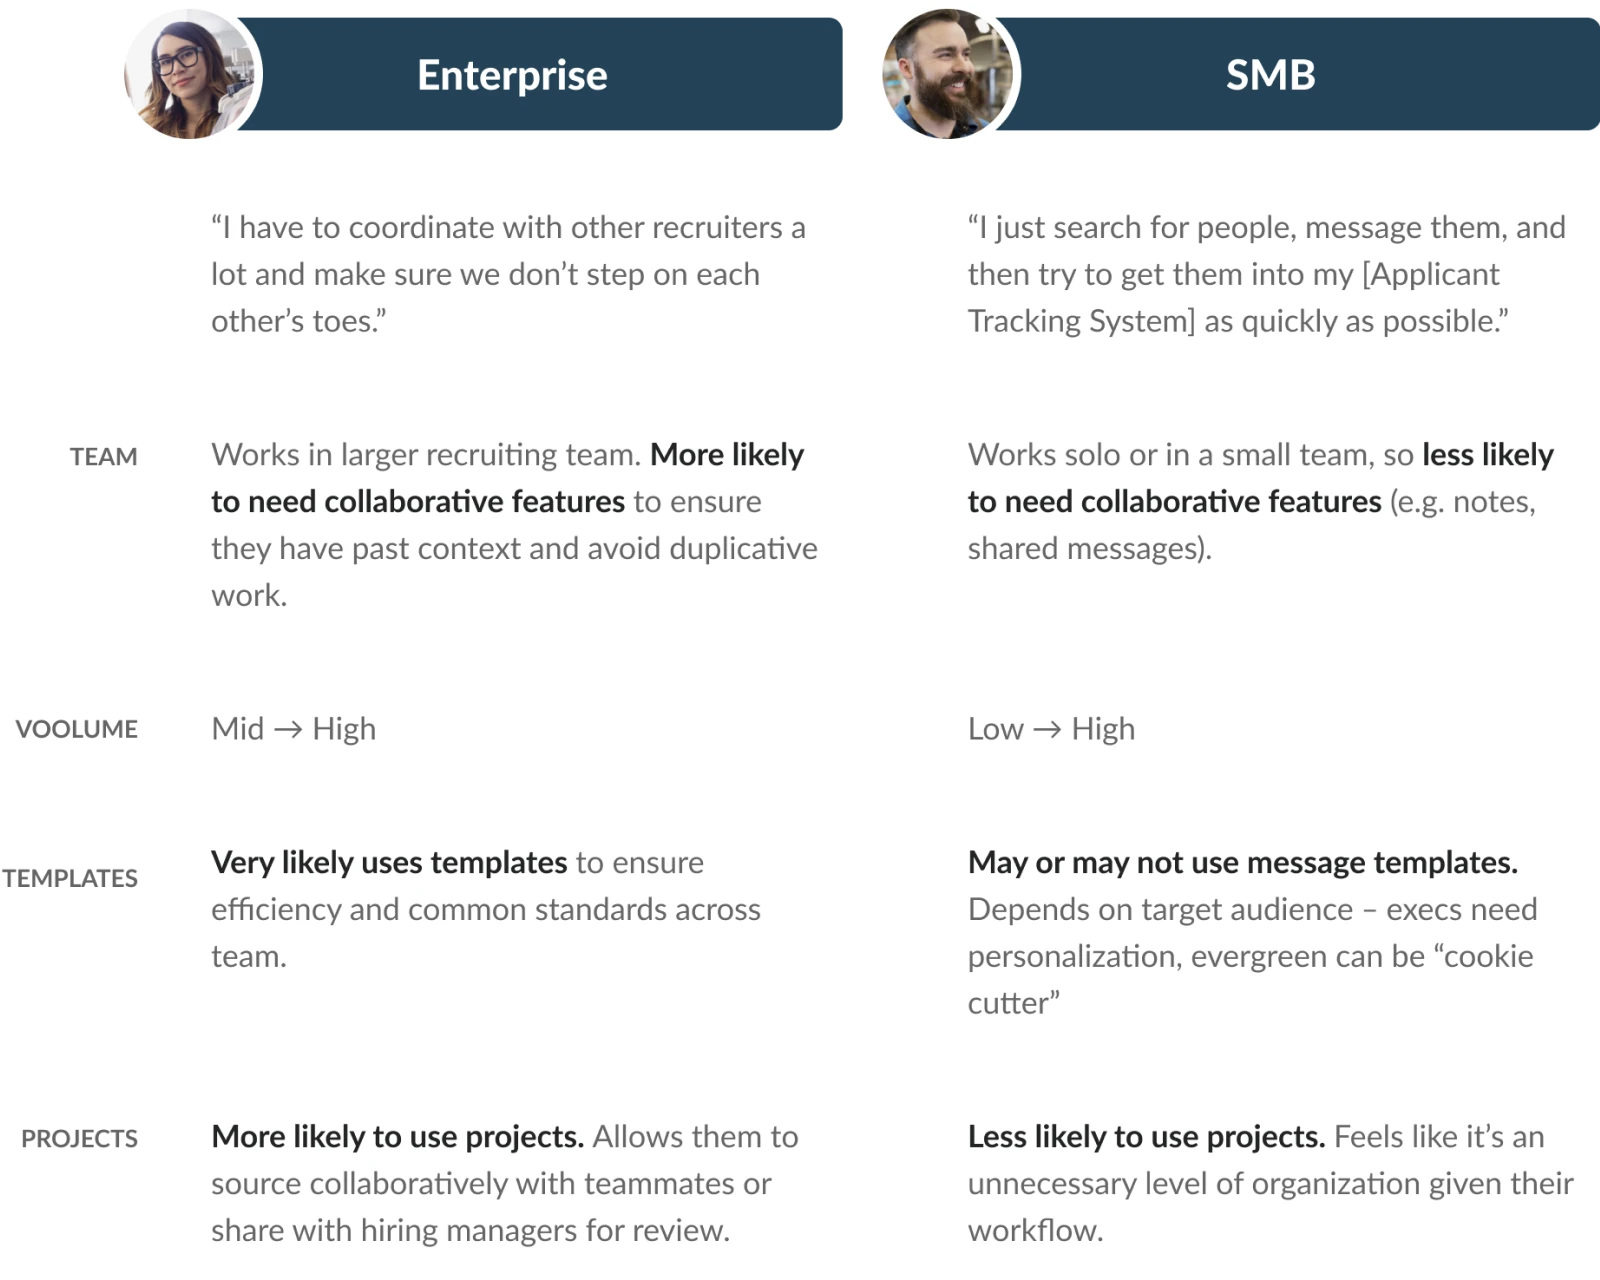 Enterprise
SMB
“I have to coordinate with other recruiters a
lot and make sure we don’t step on each
other’s toes.”
“I just search for people, message them, and
then try to get them into my [Applicant
Tracking System] as quickly as possible.”
TEAM
Works in larger recruiting team. More likely
to need collaborative features to ensure
they have past context and avoid duplicative
work.
Works solo or in a small team, so less likely
to need collaborative features (e.g. notes,
shared messages).
VOOLUME
Mid → High
Low → High
TEMPLATES
Very likely uses templates to ensure
efficiency and common standards across
team.
May or may not use message templates.
Depends on target audience – execs need
personalization, evergreen can be “cookie
cutter”
PROJECTS
More likely to use projects. Allows them to
source collaboratively with teammates or
share with hiring managers for review.
Less likely to use projects. Feels like it’s an
unnecessary level of organization given their
workflow.